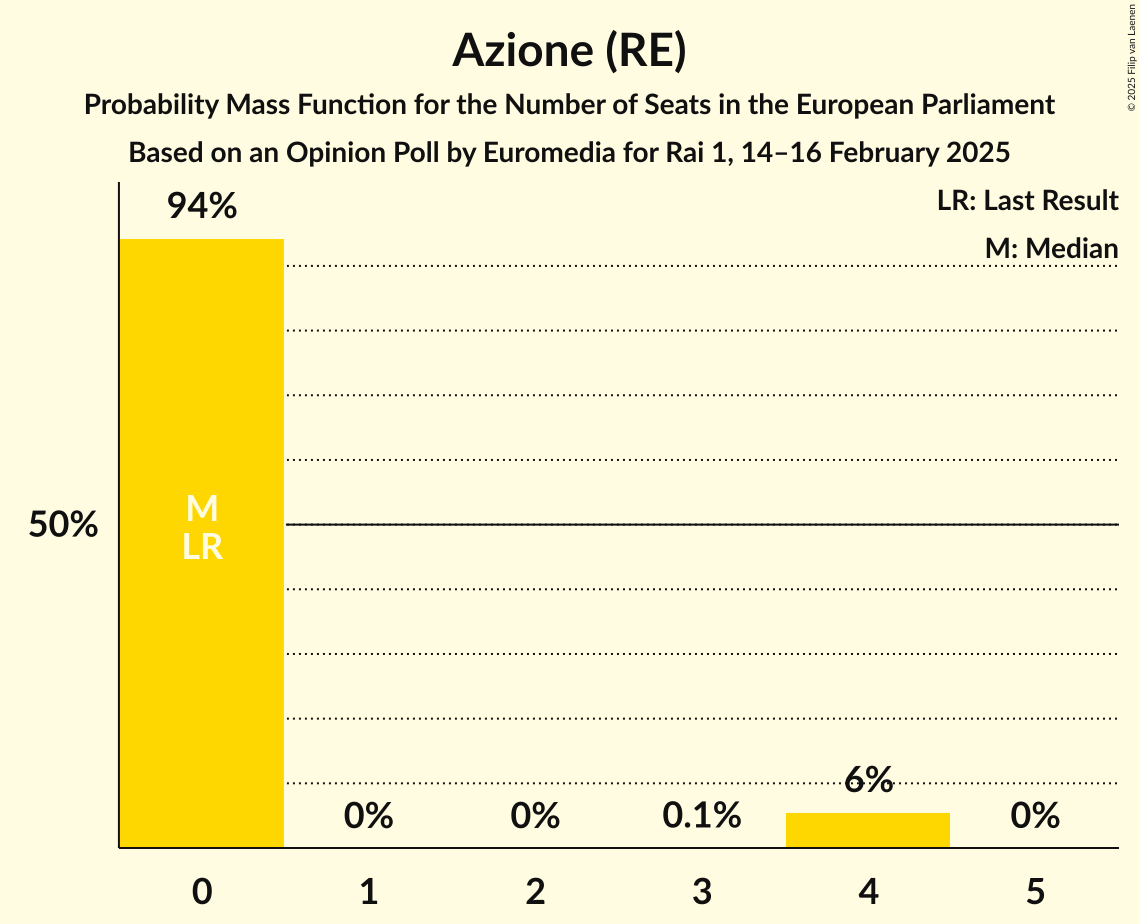 Azione (RE)
Probability Mass Function for the Number of Seats in the European Parliament
Based on an Opinion Poll by Euromedia for Rai 1, 14–16 February 2025
© 2025 Filip van Laenen
LR: Last Result
M: Median
94%
50%
M
LR
0%
0%
0.1%
6%
0%
0
1
2
3
4
5